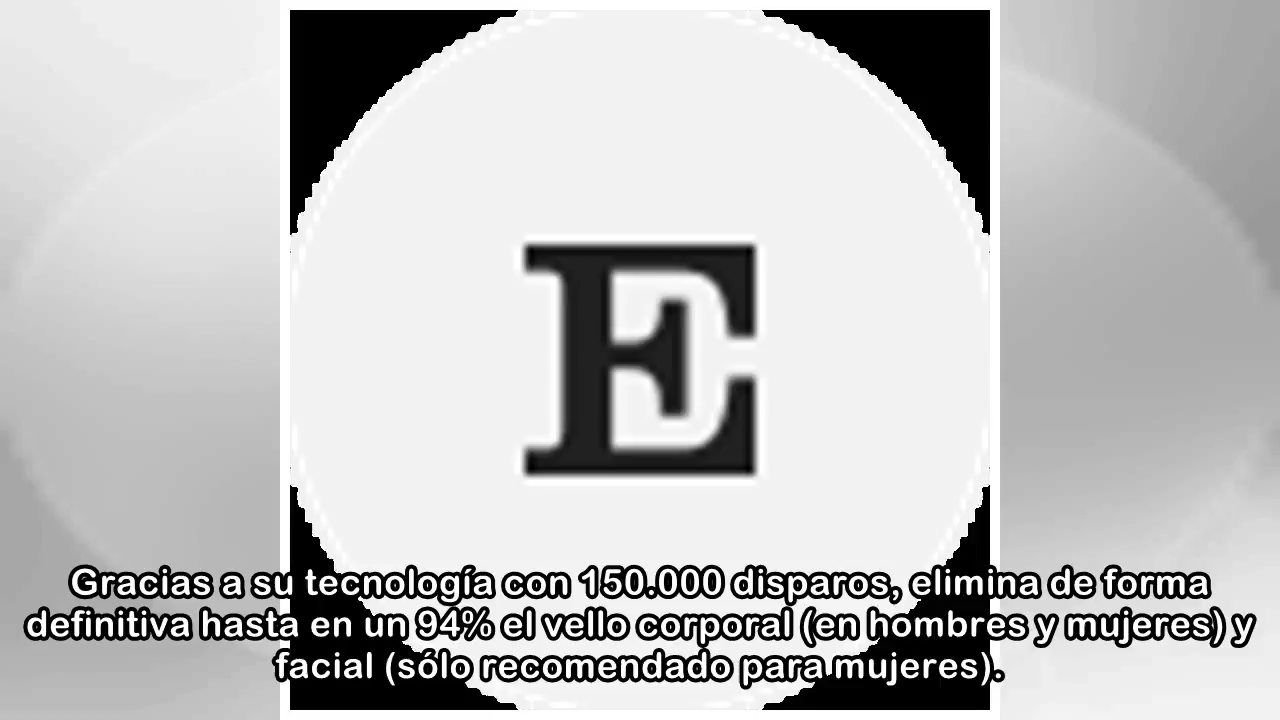 E
Gracias a su tecnología con 150.000 disparos, elimina de forma
definitiva hasta en un 94% el vello corporal (en hombres y mujeres) y
facial (sólo recomendado para mujeres).